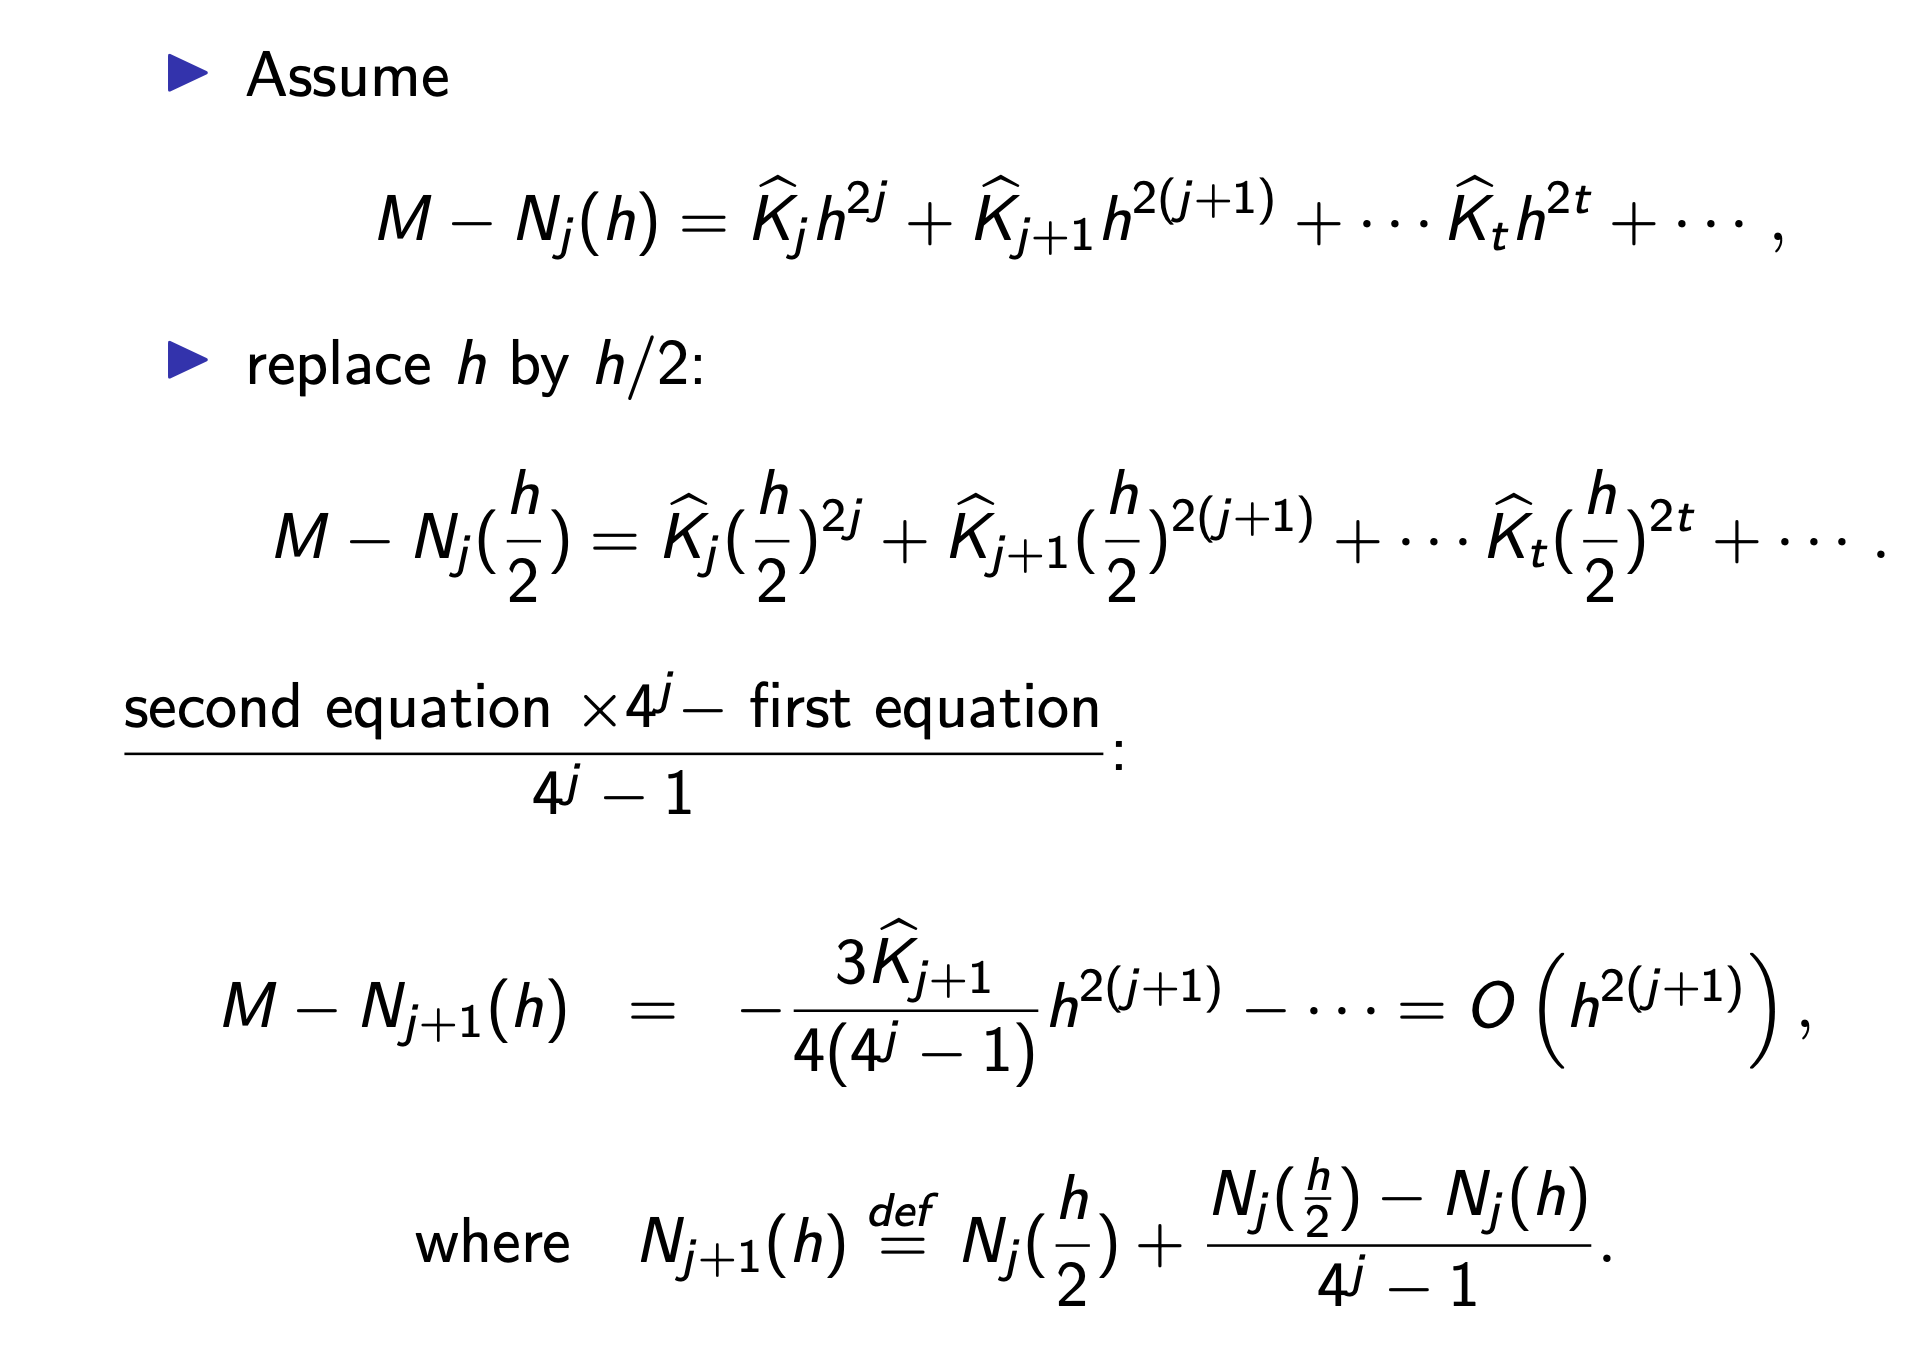 ▶ Assume
$M - N_j(h) = \widehat{K}_j h^{2j} + \widehat{K}_{j+1} h^{2(j+1)} + \cdots \widehat{K}_t h^{2t} + \cdots ,$
▶ replace $h$ by $h/2$:
$M - N_j(\frac{h}{2}) = \widehat{K}_j (\frac{h}{2})^{2j} + \widehat{K}_{j+1} (\frac{h}{2})^{2(j+1)} + \cdots \widehat{K}_t (\frac{h}{2})^{2t} + \cdots .$
$\frac{\text{second equation } \times 4^j - \text{ first equation}}{4^j - 1}$:
$M - N_{j+1}(h) = -\frac{3\widehat{K}_{j+1}}{4(4^j - 1)} h^{2(j+1)} - \cdots = O\left(h^{2(j+1)}\right),$
where $N_{j+1}(h) \stackrel{def}{=} N_j(\frac{h}{2}) + \frac{N_j(\frac{h}{2}) - N_j(h)}{4^j - 1}.$